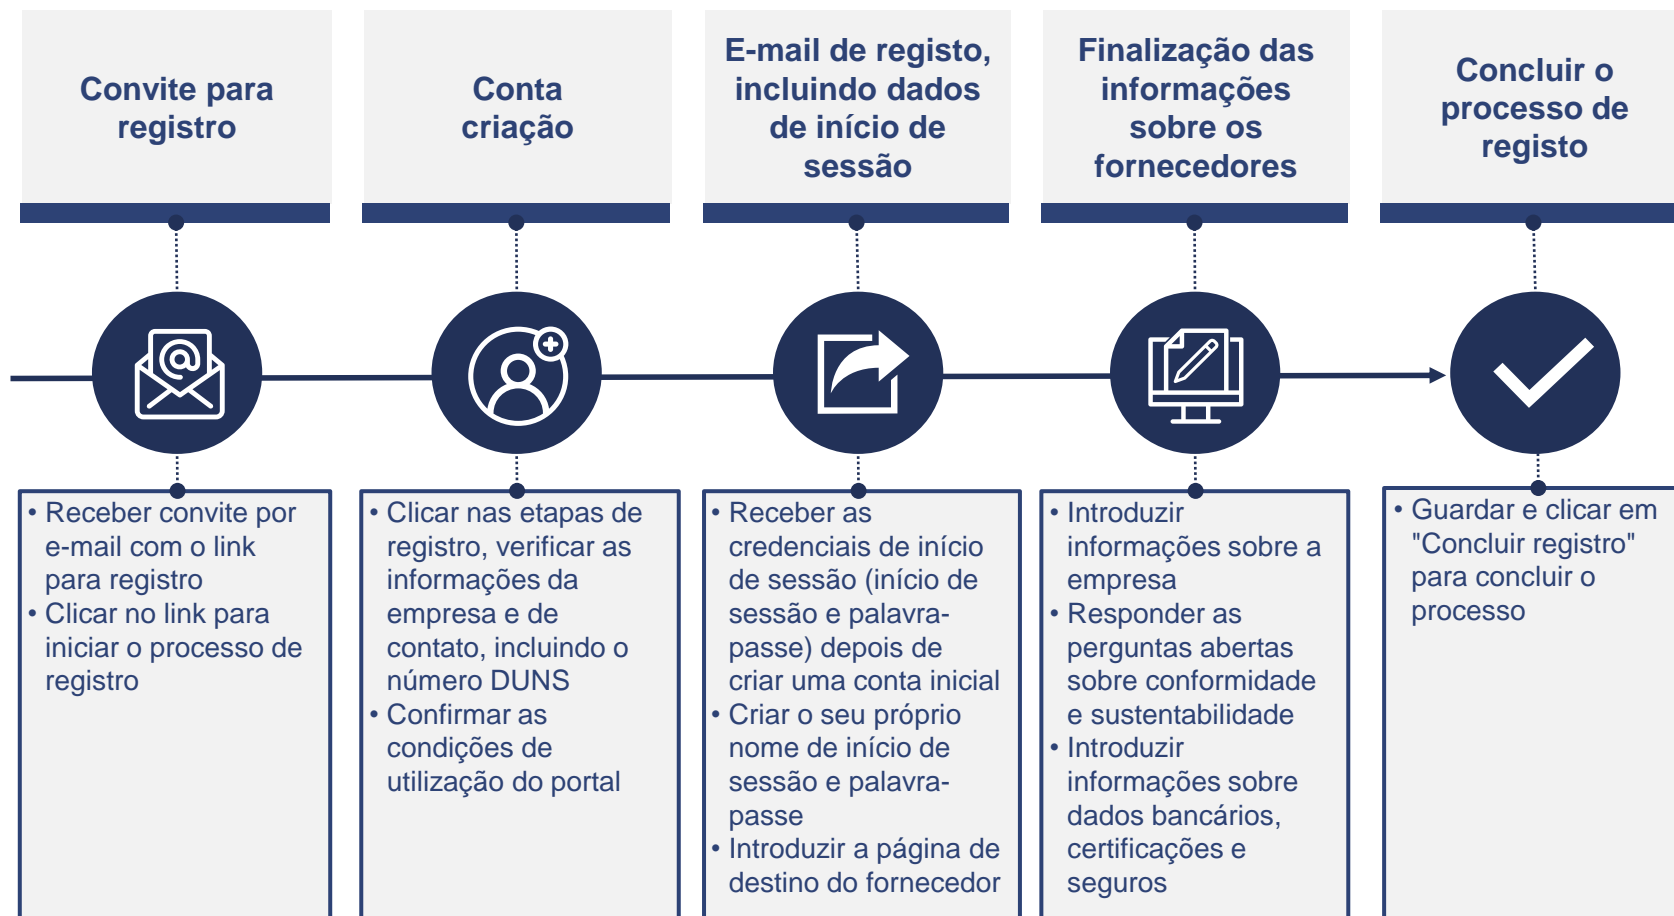 Convite para
registro
Conta
criação
E-mail de registo,
incluindo dados
de início de
sessão
Finalização das
informações
sobre os
fornecedores
Concluir o
processo de
registo
• Receber convite por
e-mail com o link
para registro
• Clicar no link para
iniciar o processo de
registro
• Clicar nas etapas de
registro, verificar as
informações da
empresa e de
contato, incluindo o
número DUNS
• Confirmar as
condições de
utilização do portal
• Receber as
credenciais de início
de sessão (início de
sessão e palavra-
passe) depois de
criar uma conta inicial
• Criar o seu próprio
nome de início de
sessão e palavra-
passe
• Introduzir a página de
destino do fornecedor
• Introduzir
informações sobre a
empresa
• Responder as
perguntas abertas
sobre conformidade
e sustentabilidade
• Introduzir
informações sobre
dados bancários,
certificações e
seguros
• Guardar e clicar em
"Concluir registro"
para concluir o
processo